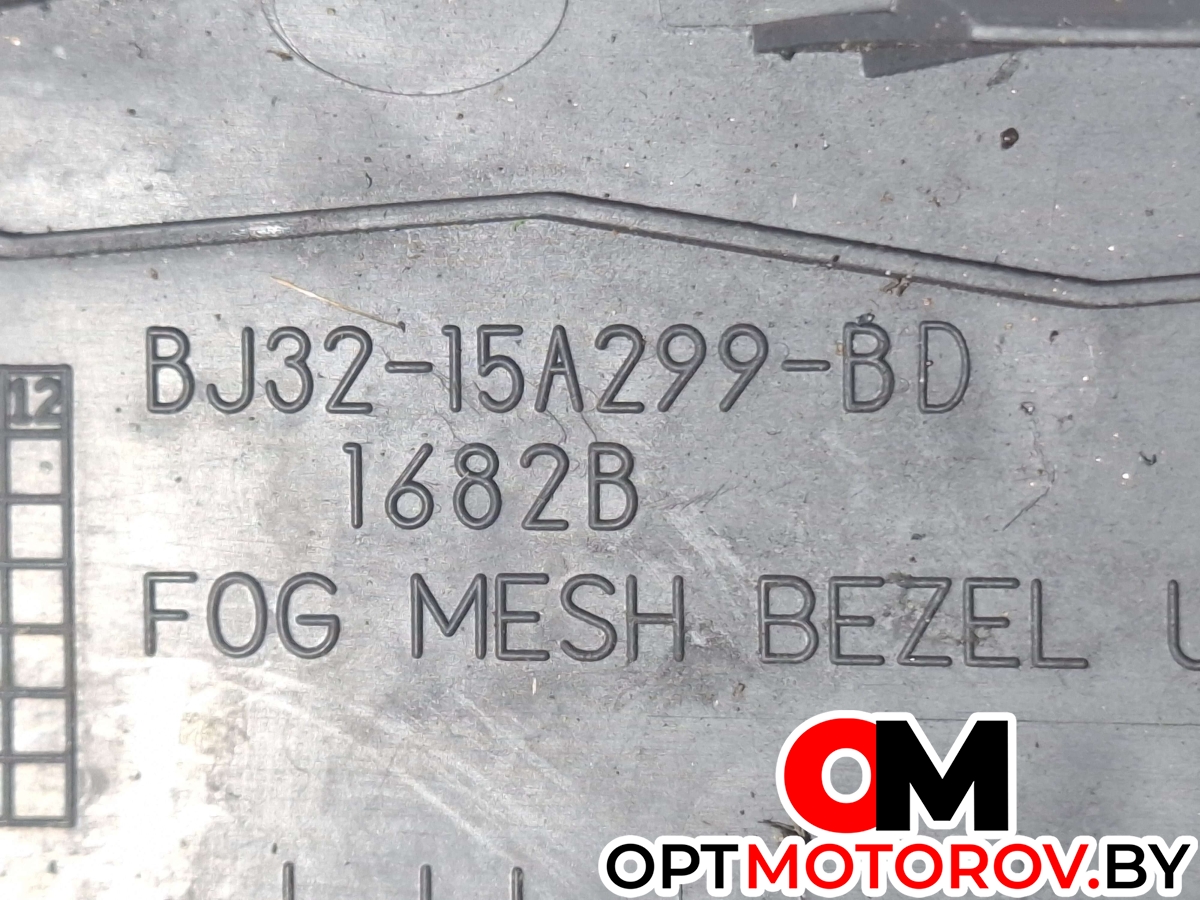 BJ32-15A299-BD
12
1682B
FOG MESH BEZEL
OM
OPTMOTOROV.BY